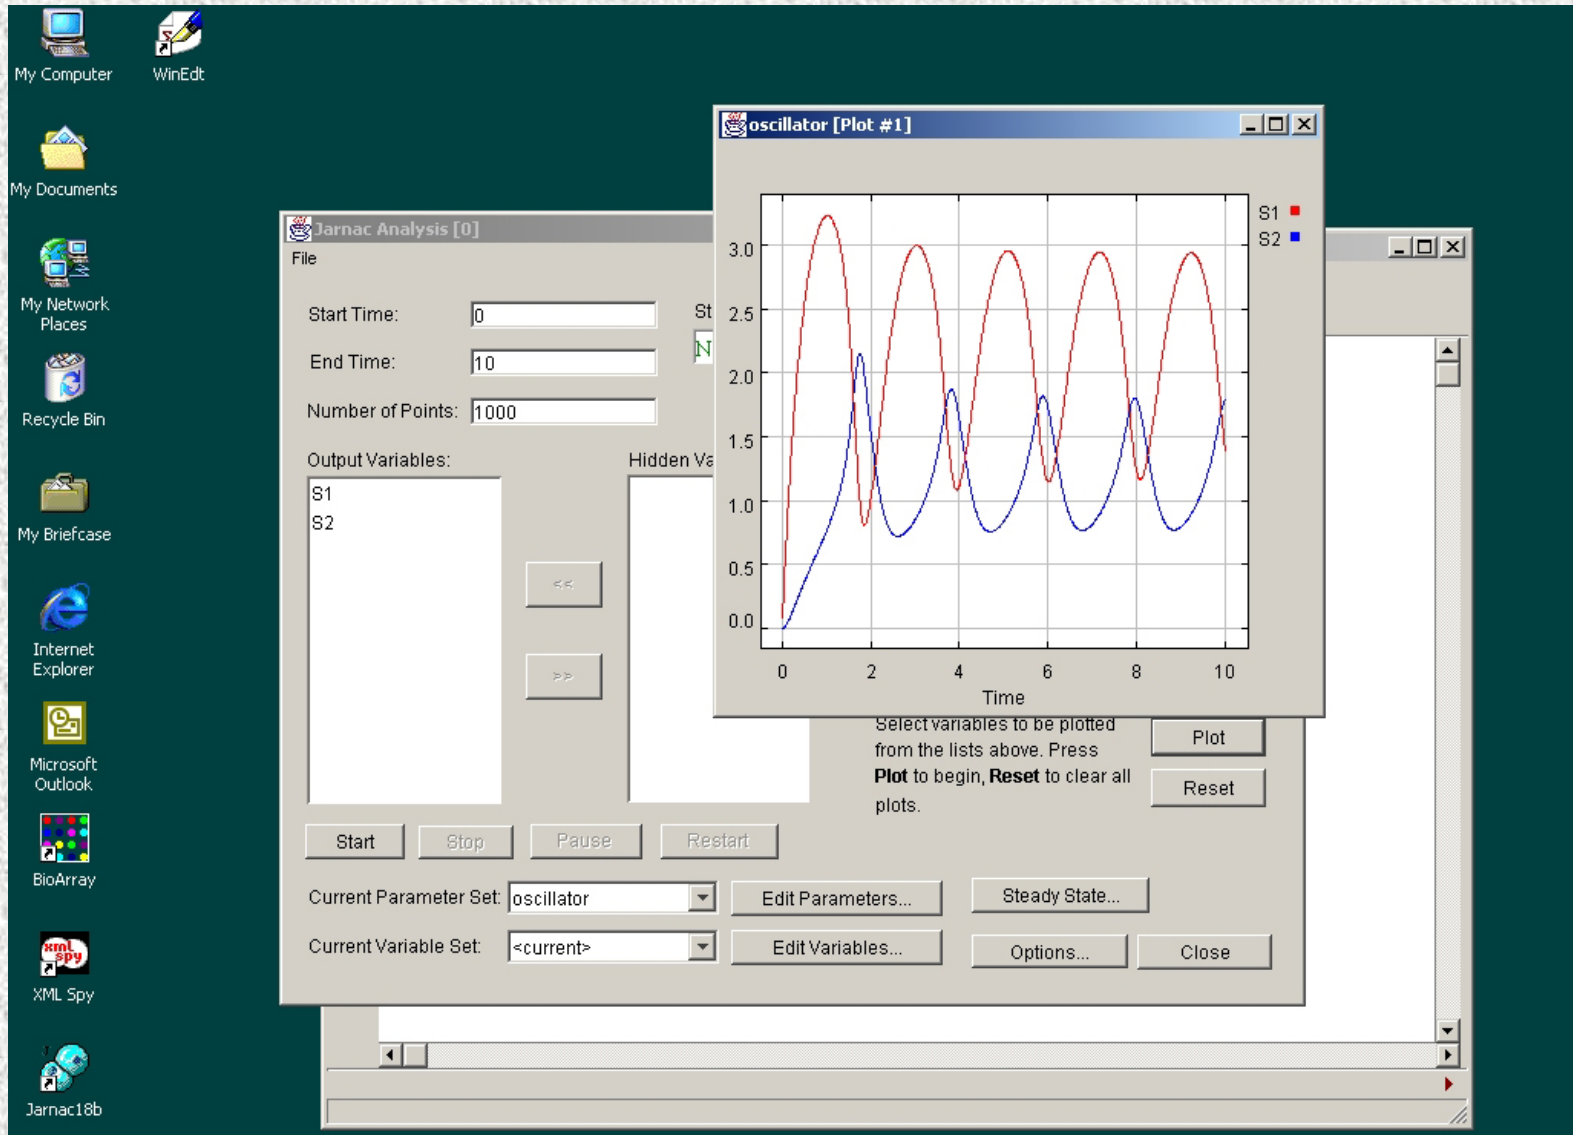 My Computer
WinEdt
My Documents
My Network
Places
Recycle Bin
My Briefcase
Internet
Explorer
Microsoft
Outlook
BioArray
xml
spy
XML Spy
Jarnac18b
Jarnac Analysis [0]
File
Start Time:
0
St
End Time:
10
N
Number of Points:
1000
Output Variables:
Hidden Va
S1
S2
<<
>>
oscillator [Plot #1]
S1
S2
3.0
2.5
2.0
1.5
1.0
0.5
0.0
0 2 4 6 8 10
Time
Select variables to be plotted
from the lists above. Press
Plot to begin, Reset to clear all
plots.
Plot
Reset
Start
Stop
Pause
Restart
Current Parameter Set:
oscillator
Edit Parameters...
Steady State...
Current Variable Set:
<current>
Edit Variables...
Options...
Close